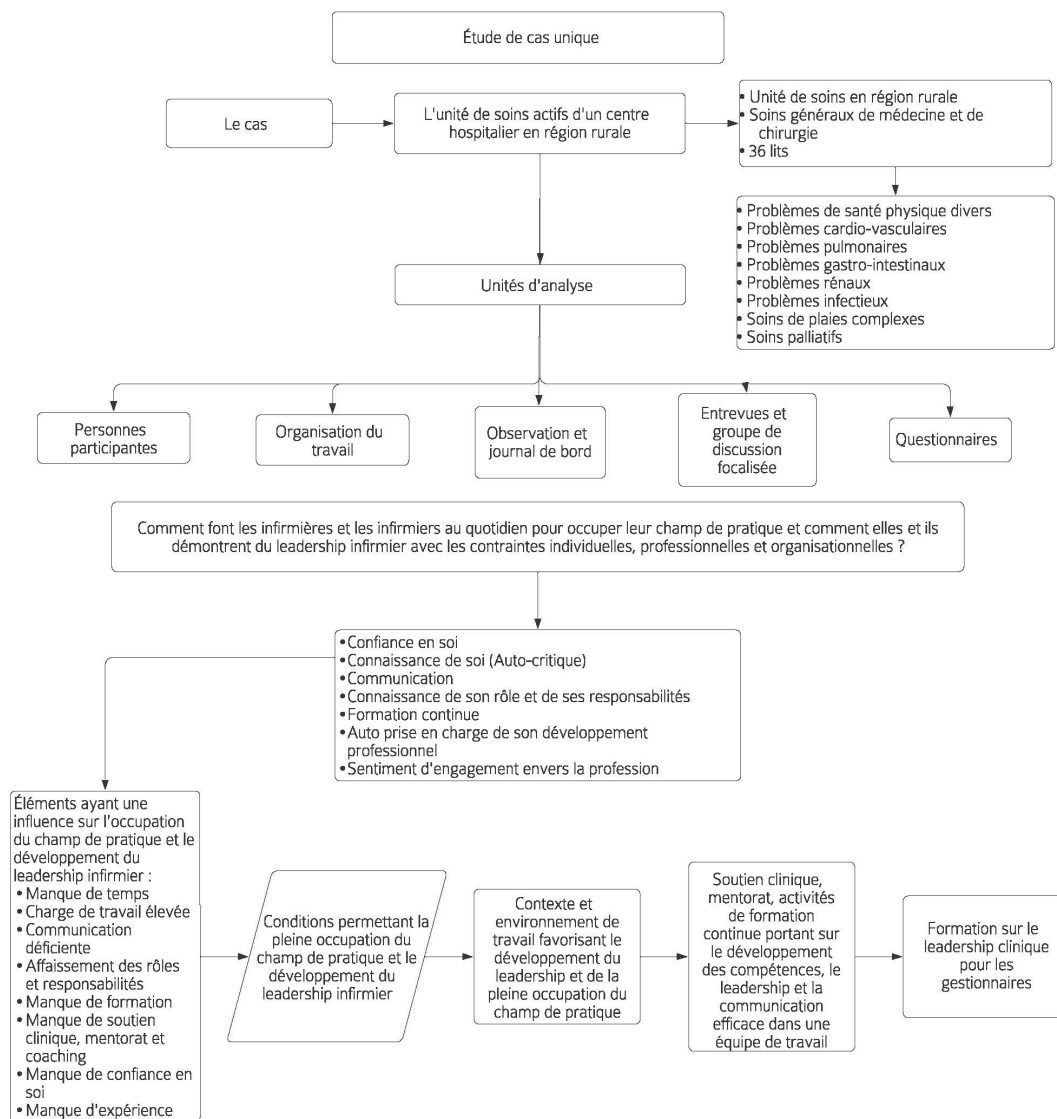 Étude de cas unique
Le cas
L'unité de soins actifs d'un centre
hospitalier en région rurale
• Unité de soins en région rurale
• Soins généraux de médecine et de
chirurgie
• 36 lits
• Problèmes de santé physique divers
• Problèmes cardio-vasculaires
• Problèmes pulmonaires
• Problèmes gastro-intestinaux
• Problèmes rénaux
• Problèmes infectieux
• Soins de plaies complexes
• Soins palliatifs
Unités d'analyse
Personnes
participantes
Organisation du
travail
Observation et
journal de bord
Entrevues et
groupe de
discussion
focalisée
Questionnaires
Comment font les infirmières et les infirmiers au quotidien pour occuper leur champ de pratique et comment elles et ils
démontrent du leadership infirmier avec les contraintes individuelles, professionnelles et organisationnelles ?
• Confiance en soi
• Connaissance de soi (Auto-critique)
• Communication
• Connaissance de son rôle et de ses responsabilités
• Formation continue
• Auto prise en charge de son dévelopement
professionnel
• Sentiment d'engagement envers la profession
Éléments ayant une
influence sur l'occupation
du champ de pratique et le
développement du
leadership infirmier :
• Manque de temps
• Charge de travail élevée
• Communication
déficiente
• Affaissement des rôles
et responsabilités
• Manque de formation
• Manque de soutien
clinique, mentorat et
coaching
• Manque de confiance en
soi
• Manque d'expérience
Conditions permettant la
pleine occupation du
champ de pratique et le
développement du
leadership infirmier
Contexte et
environnement de
travail favorisant le
développement du
leadership et de la
pleine occupation du
champ de pratique
Soutien clinique,
mentorat, activités
de formation
continue portant sur
le développement
des compétences, le
leadership et la
communication
efficace dans une
équipe de travail
Formation sur le
leadership clinique
pour les
gestionnaires